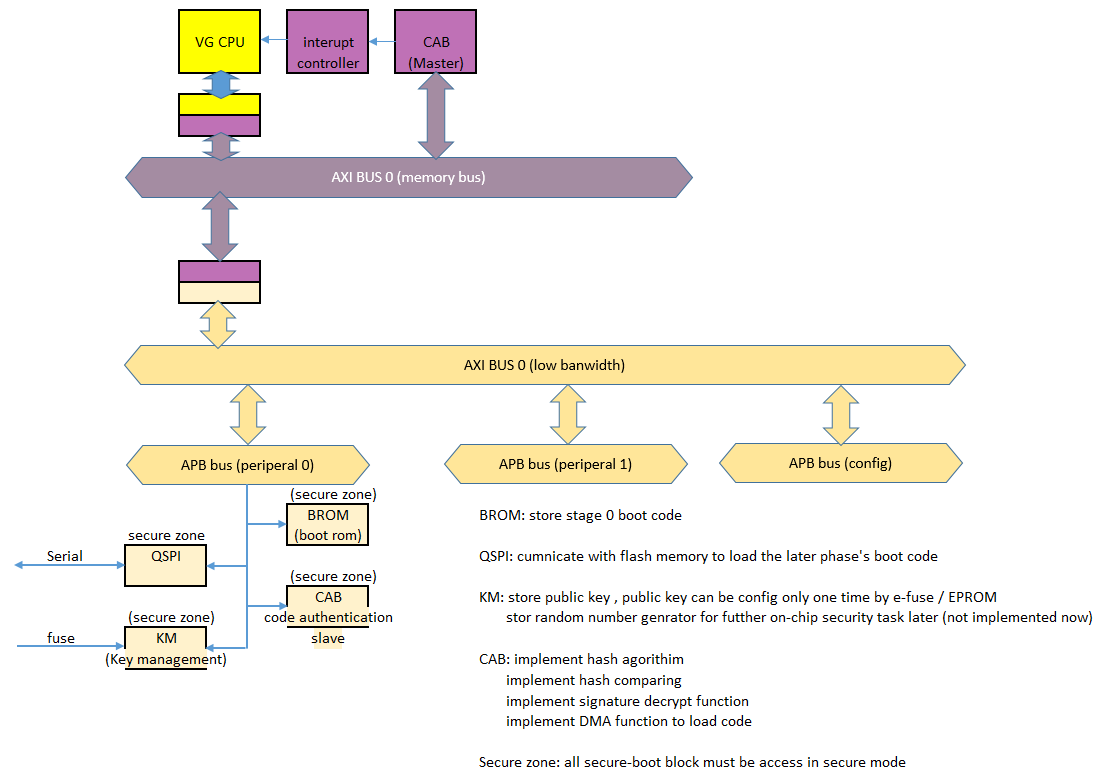 VG CPU
interupt
controller
CAB
(Master)
AXI BUS 0 (memory bus)
AXI BUS 0 (low banwidth)
APB bus (periperal 0)
APB bus (periperal 1)
APB bus (config)
(secure zone)
BROM
(boot rom)
secure zone
QSPI
Serial
(secure zone)
CAB
code authentication
slave
(secure zone)
KM
(Key management)
fuse
BROM: store stage 0 boot code
QSPI: cumnicate with flash memory to load the later phase's boot code
KM: store public key , public key can be config only one time by e-fuse / EPROM
stor random number genrator for futther on-chip security task later (not implemented now)
CAB: implement hash agorithim
implement hash comparing
implement signature decrypt function
implement DMA function to load code
Secure zone: all secure-boot block must be access in secure mode